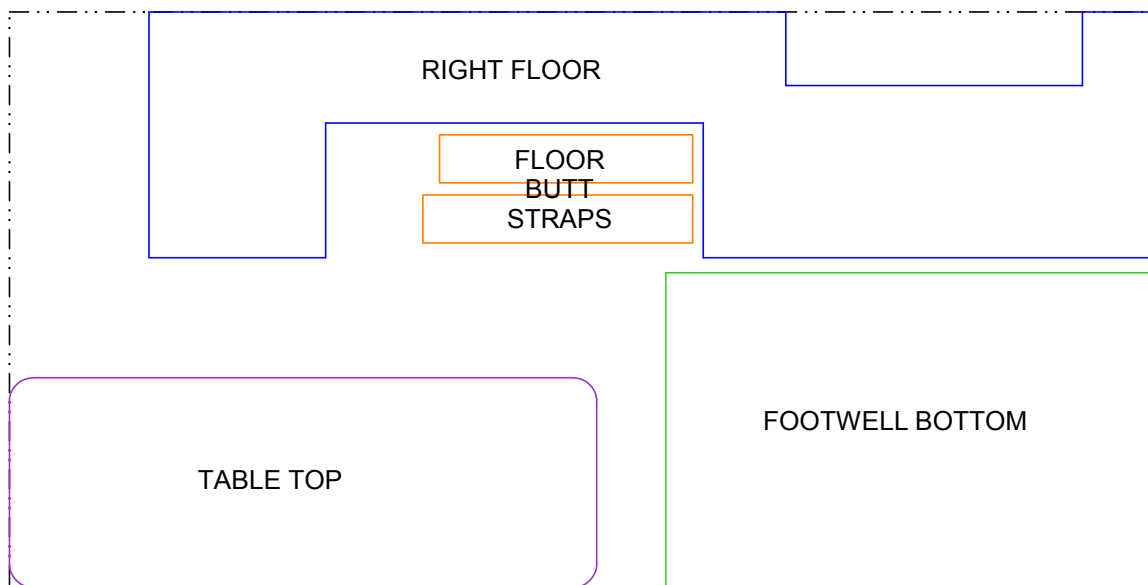 RIGHT FLOOR
FLOOR
BUTT
STRAPS
FOOTWELL BOTTOM
TABLE TOP